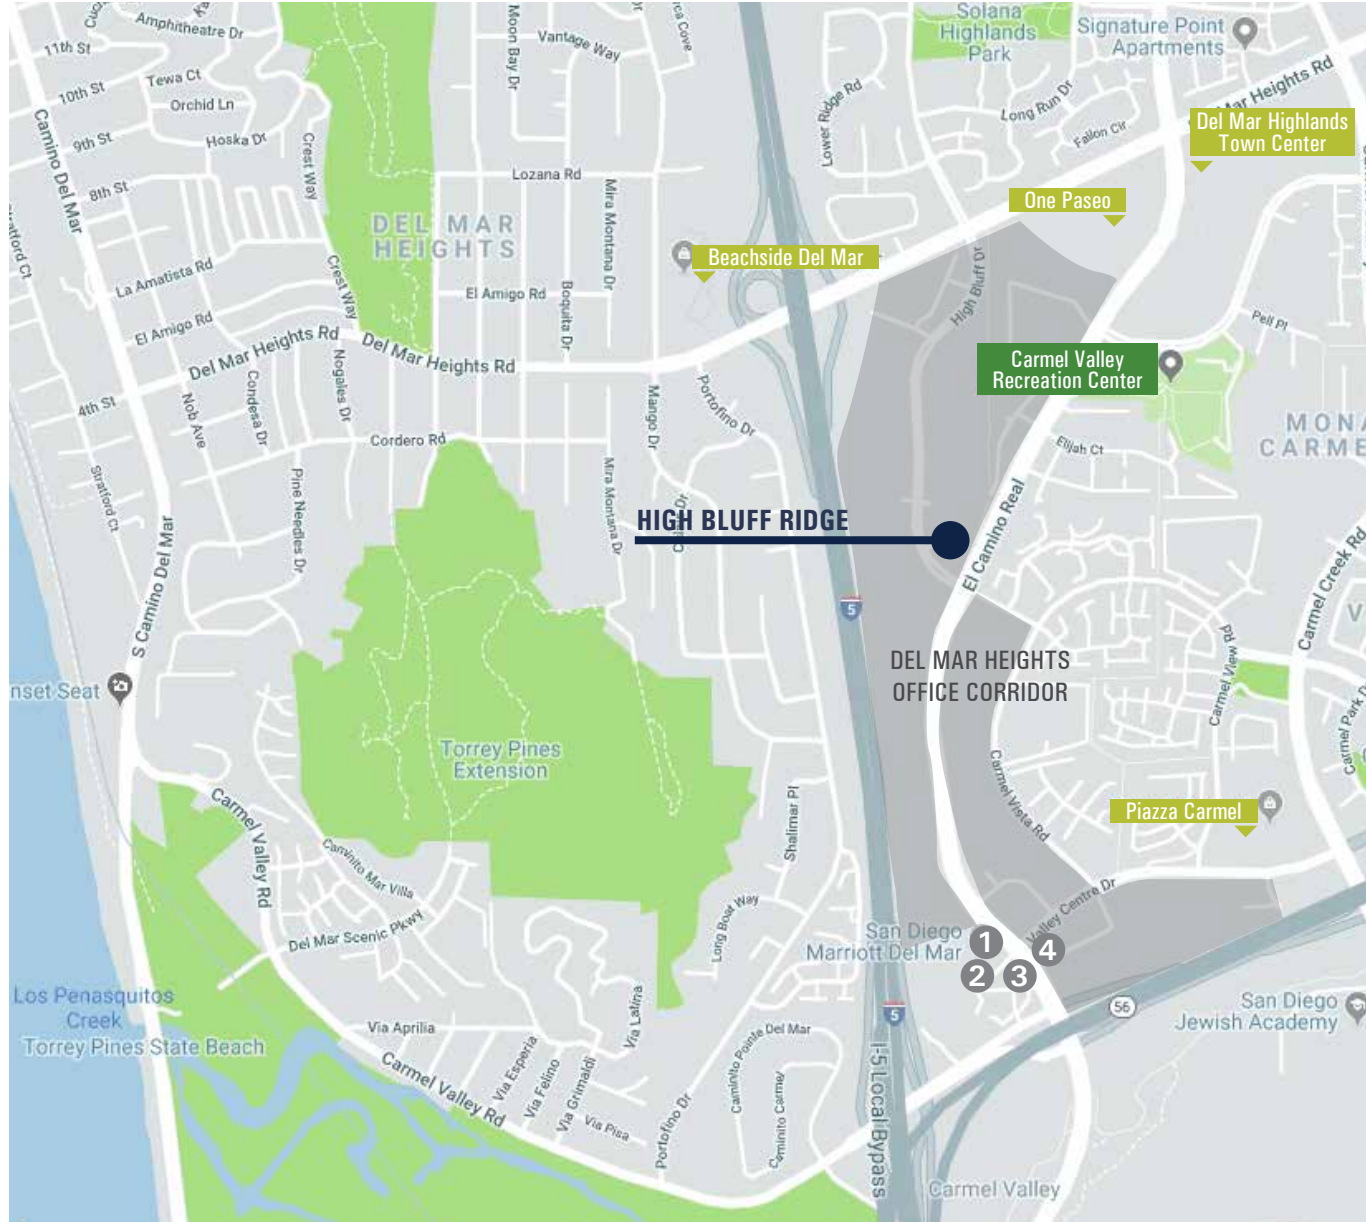 Amphitheatre Dr
11th St
10th St
Tewa Ct
Orchid Ln
9th St
Hoska Dr
8th St
Camino Del Mar
Stratford Ct
Crest Way
Moon Bay Dr
Vantage Way
Lozana Rd
Mira Montana Dr
DEL MAR
HEIGHTS
La Amatista Rd
El Amigo Rd
Crest Way
El Amigo Rd
Boquita Dr
Del Mar Heights Rd
Del Mar Heights Rd
4th St
Nob Ave
Condesa Dr
Nogales Dr
Cordero Rd
Mango Dr
Portofino Dr
Stratford Ct
Pine Needles Dr
Mira Montana Dr
S Camino Del Mar
Solana
Highlands
Park
Signature Point
Apartments
Lower Ridge Rd
Long Run Dr
Fallon Cir
Mar Heights Rd
Del Mar Highlands
Town Center
One Paseo
Beachside Del Mar
High Bluff Dr
Pell Pl
Carmel Valley
Recreation Center
Elijah Ct
HIGH BLUFF RIDGE
El Camino Real
Carmel Creek Rd
5
DEL MAR HEIGHTS
OFFICE CORRIDOR
Carmel View Rd
Carmel Park D
nset Seat
Torrey Pines
Extension
Carmel Vista Rd
Piazza Carmel
Shalimar Pl
Carmel Valley Rd
Caminito Mar Villa
Del Mar Scenic Pkwy
Long Boat Way
Valley Centre Dr
San Diego
Marriott Del Mar
1
2
3
4
Los Penasquitos
Creek
Torrey Pines State Beach
Via Aprilia
Via Latina
5
56
San Diego
Jewish Academy
Caminito Pointe Del Mar
Carmel Valley Rd
Via Esperia
Via Felino
Via Grimaldi
Via Pisa
Portofino Dr
Caminito Carmel
I-5 Local Bypass
Carmel Valley